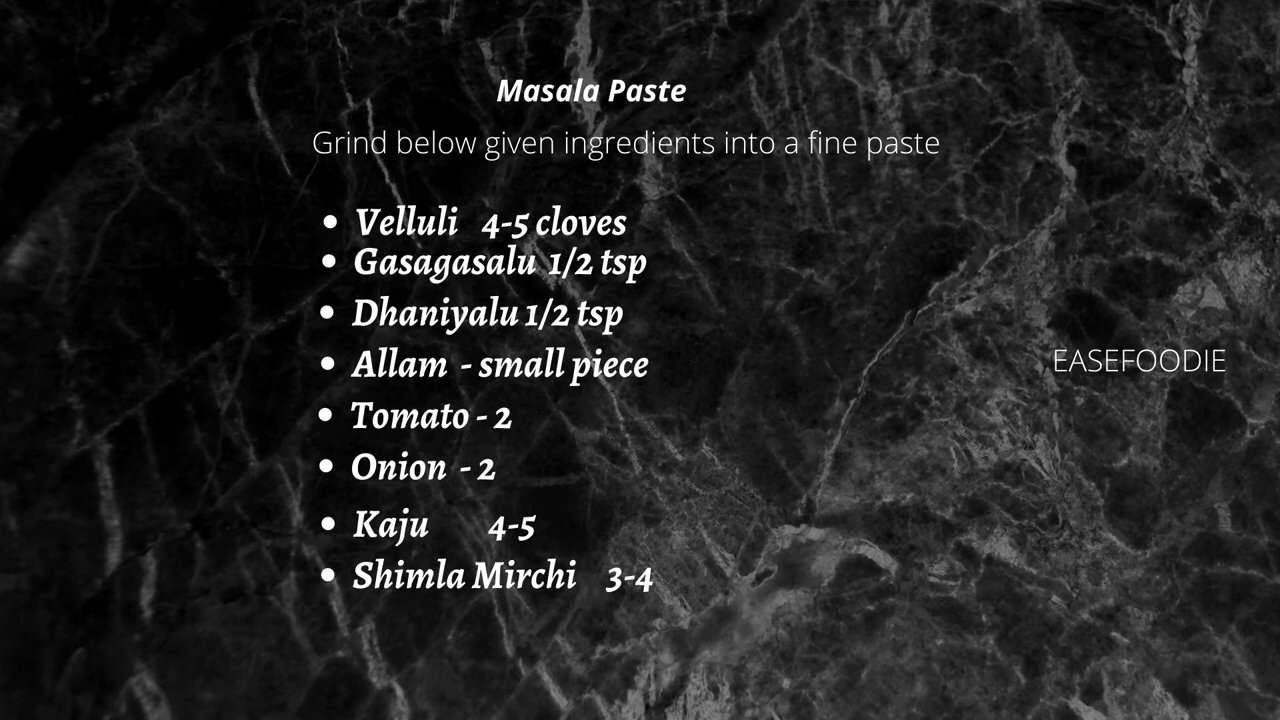 Masala Paste
Grind below given ingredients into a fine paste
• Velluli 4-5 cloves
• Gasagasalu 1/2 tsp
• Dhaniyalu 1/2 tsp
EASEFOODIE
• Allam - small piece
• Tomato - 2
• Onion - 2
• Kaju 4-5
• Shimla Mirchi 3-4